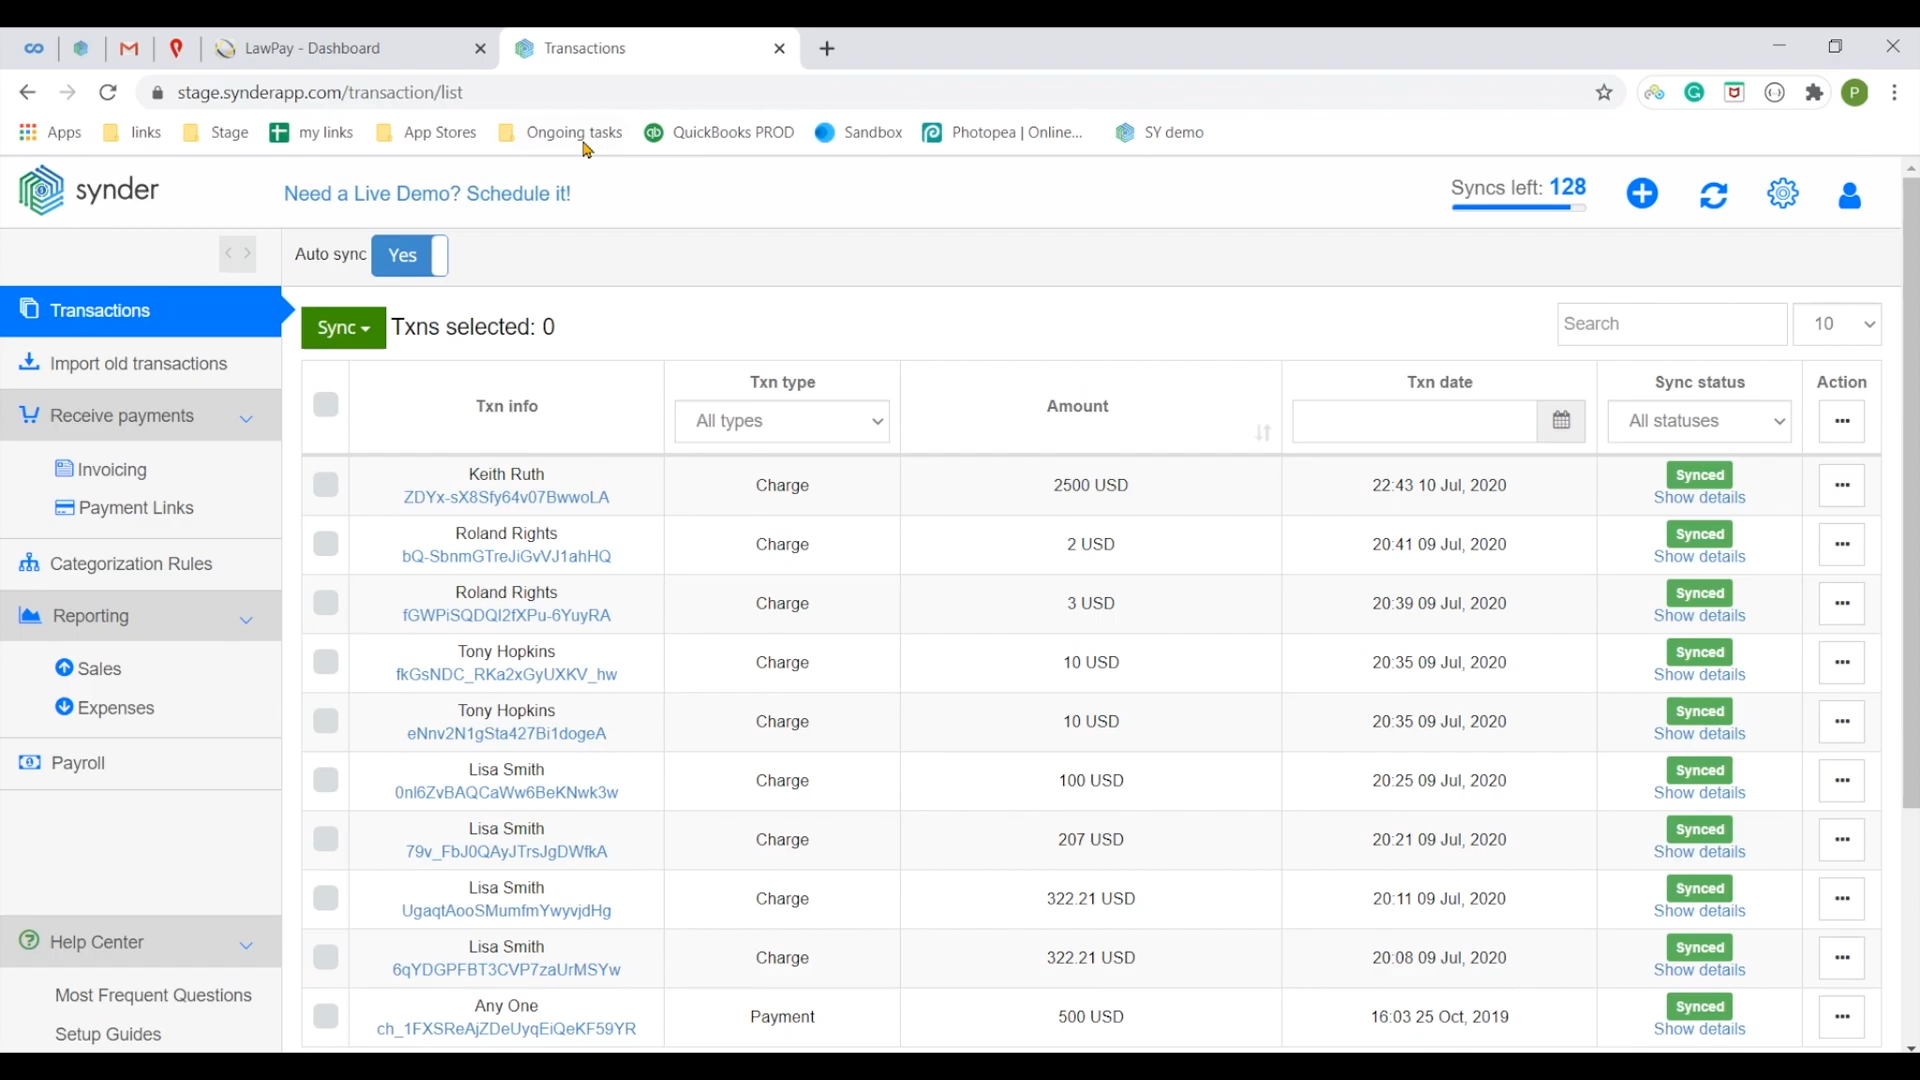 LawPay - Dashboard
Transactions
stage.synderapp.com/transaction/list
Apps links Stage my links App Stores Ongoing tasks QuickBooks PROD Sandbox Photopea | Online... SY demo
synder
Need a Live Demo? Schedule it!
Syncs left: 128
Auto sync Yes
Transactions
Import old transactions
Receive payments
Invoicing
Payment Links
Categorization Rules
Reporting
Sales
Expenses
Payroll
Help Center
Most Frequent Questions
Setup Guides
Sync Txns selected: 0
Search 10
Txn info Txn type Amount Txn date Sync status Action
All types All statuses
Keith Ruth
ZDYx-sX8Sfy64v07BwwoLA Charge 2500 USD 22:43 10 Jul, 2020 Synced
Show details
Roland Rights
bQ-SbnmGTreJiGvVJ1ahHQ Charge 2 USD 20:41 09 Jul, 2020 Synced
Show details
Roland Rights
fGWPiSQDQI2fXPu-6YuyRA Charge 3 USD 20:39 09 Jul, 2020 Synced
Show details
Tony Hopkins
fkGsNDC_RKa2xGyUXKV_hw Charge 10 USD 20:35 09 Jul, 2020 Synced
Show details
Tony Hopkins
eNnv2N1gSta427Bi1dogeA Charge 10 USD 20:35 09 Jul, 2020 Synced
Show details
Lisa Smith
0nl6ZvBAQCaWw6BeKNwk3w Charge 100 USD 20:25 09 Jul, 2020 Synced
Show details
Lisa Smith
79v_FbJ0QAyJTrsJgDWfkA Charge 207 USD 20:21 09 Jul, 2020 Synced
Show details
Lisa Smith
UgaqtAooSMumfmYwyvjdHg Charge 322.21 USD 20:11 09 Jul, 2020 Synced
Show details
Lisa Smith
6qYDGPFBT3CVP7zaUrMSYw Charge 322.21 USD 20:08 09 Jul, 2020 Synced
Show details
Any One
ch_1FXSReAjZDeUyqEiQeKF59YR Payment 500 USD 16:03 25 Oct, 2019 Synced
Show details